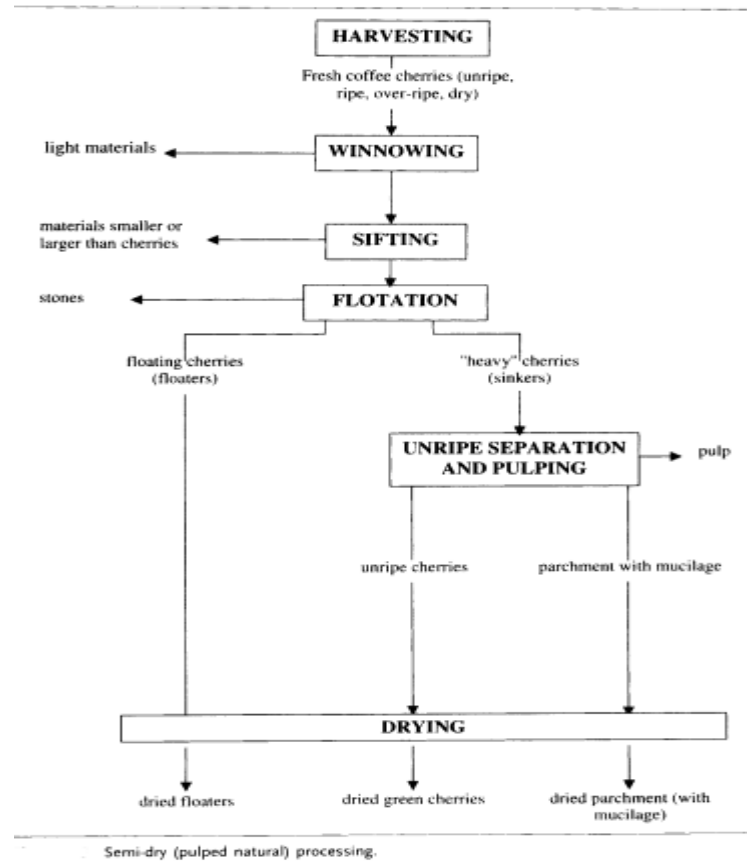 HARVESTING
Fresh coffee cherries (unripe,
ripe, over-ripe, dry)
light materials
WINNOWING
materials smaller or
larger than cherries
SIFTING
stones
FLOTATION
floating cherries
(floaters)
"heavy" cherries
(sinkers)
UNRIPE SEPARATION
AND PULPING
pulp
unripe cherries
parchment with mucilage
DRYING
dried floaters
dried green cherries
dried parchment (with
mucilage)
Semi-dry (pulped natural) processing.